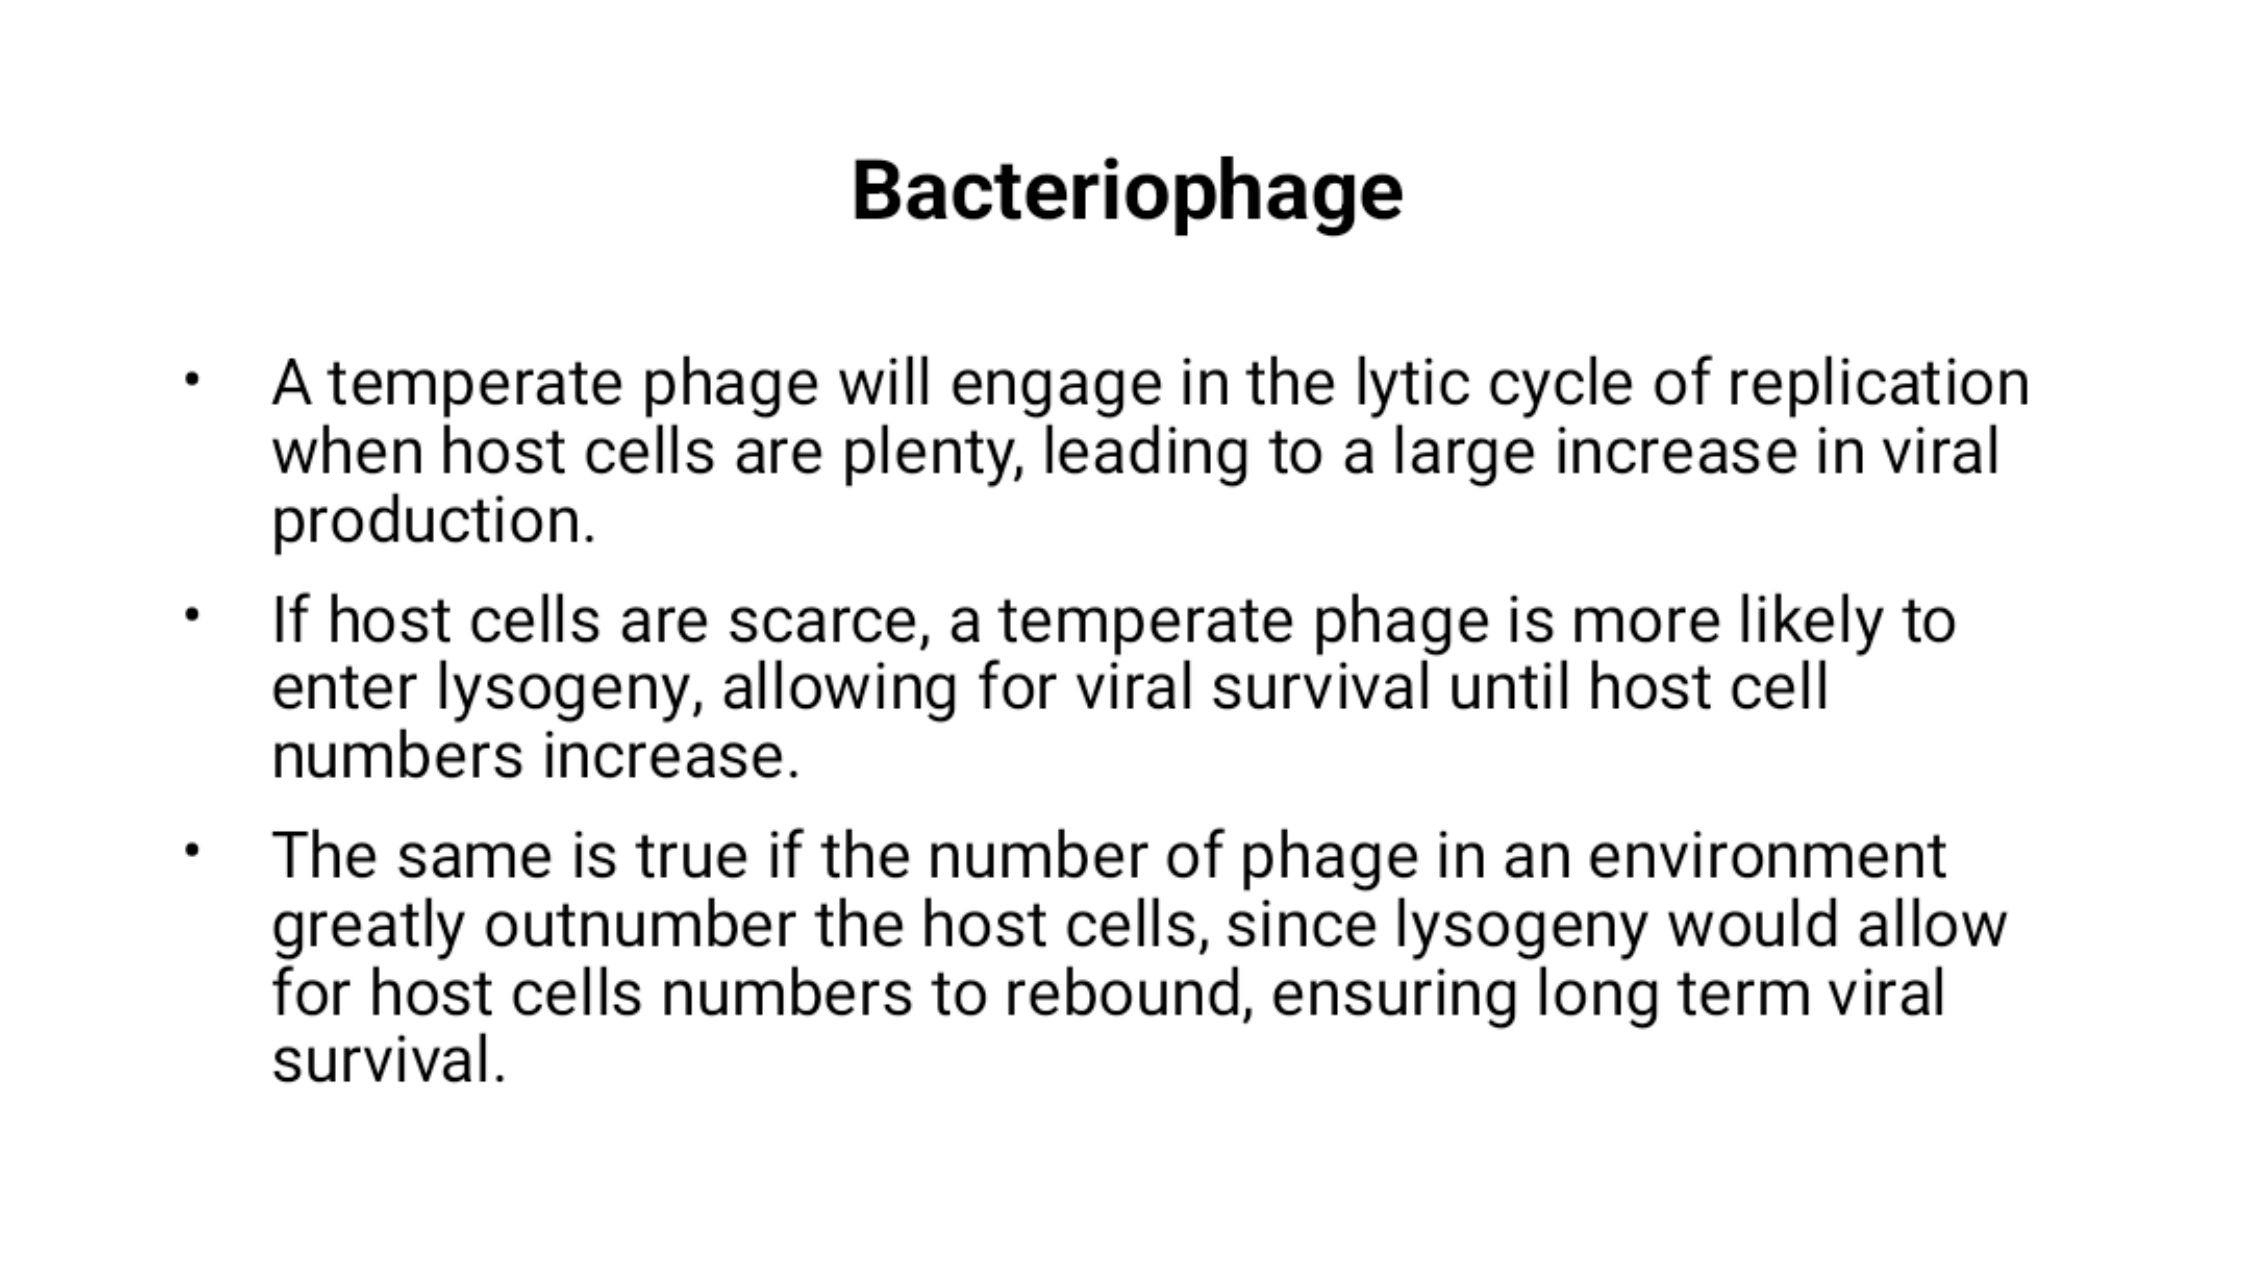 Bacteriophage
• A temperate phage will engage in the lytic cycle of replication
when host cells are plenty, leading to a large increase in viral
production.
• If host cells are scarce, a temperate phage is more likely to
enter lysogeny, allowing for viral survival until host cell
numbers increase.
• The same is true if the number of phage in an environment
greatly outnumber the host cells, since lysogeny would allow
for host cells numbers to rebound, ensuring long term viral
survival.